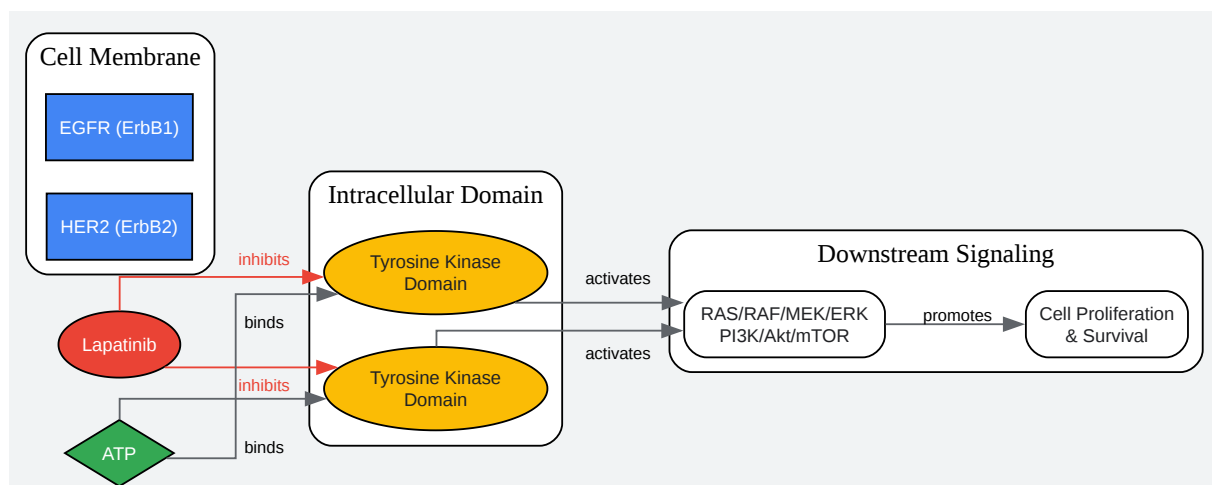 Cell Membrane
EGFR (ErbB1)
HER2 (ErbB2)
Lapatinib
ATP
inhibits
binds
inhibits
binds
Intracellular Domain
Tyrosine Kinase
Domain
Tyrosine Kinase
Domain
activates
activates
Downstream Signaling
RAS/RAF/MEK/ERK
PI3K/Akt/mTOR
promotes
Cell Proliferation
& Survival